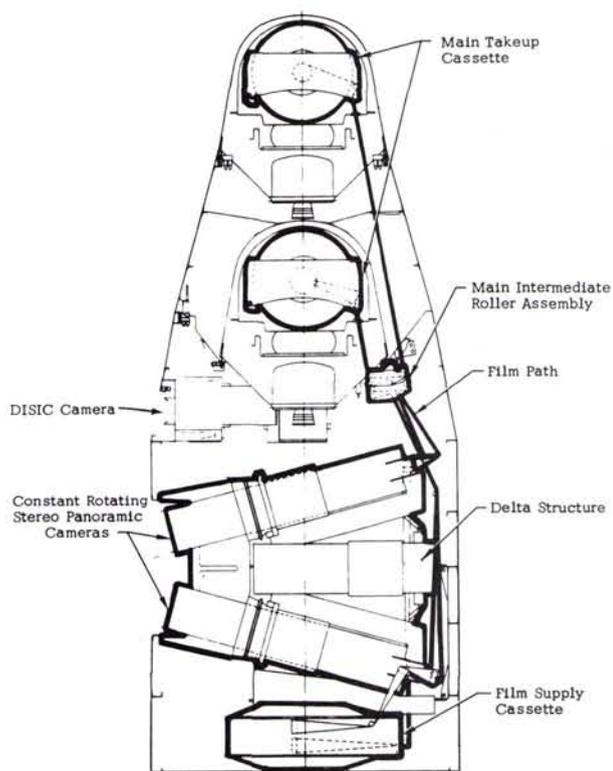 Main Takeup
Cassette
Main Intermediate
Roller Assembly
Film Path
DISIC Camera
Constant Rotating
Stereo Panoramic
Cameras
Delta Structure
Film Supply
Cassette